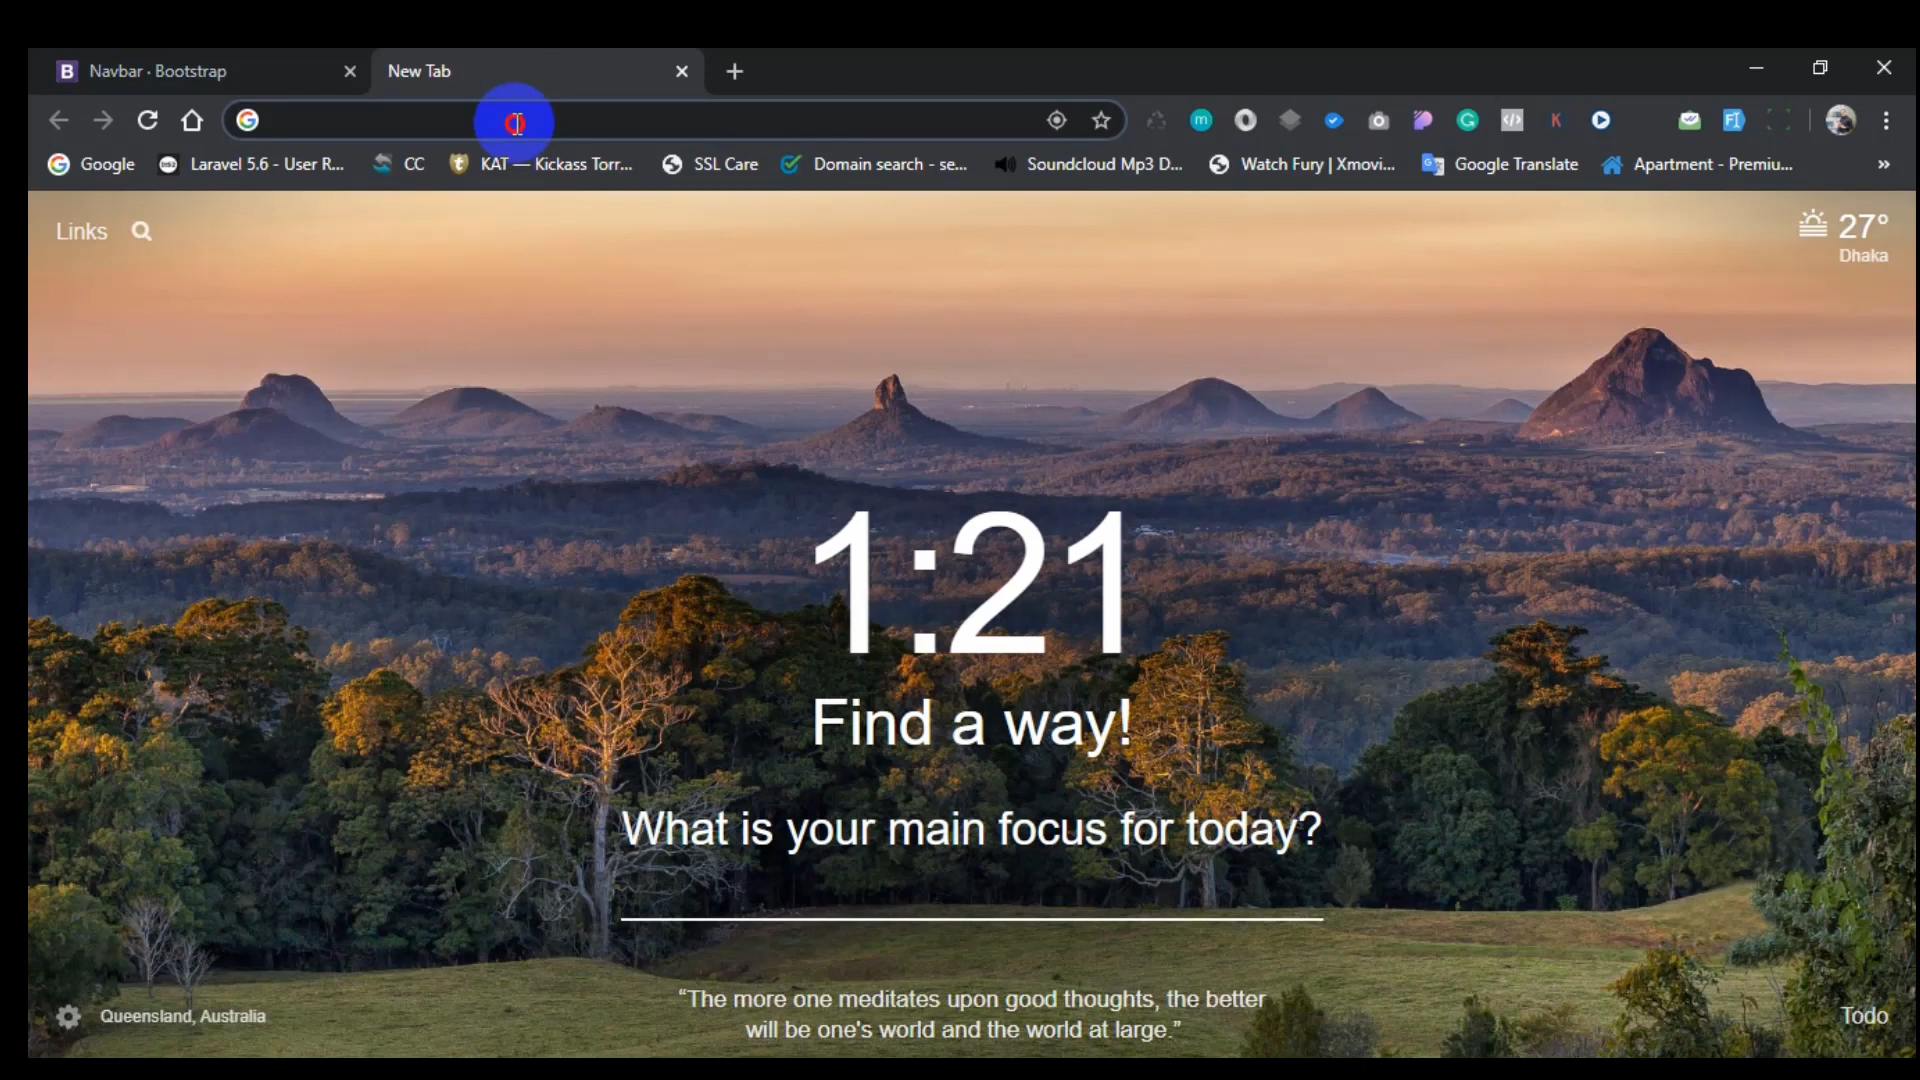 Navbar · Bootstrap
New Tab
Google
Laravel 5.6 - User R...
CC
KAT — Kickass Torr...
SSL Care
Domain search - se...
Soundcloud Mp3 D...
Watch Fury | Xmovi...
Google Translate
Apartment - Premiu...
»
Links
27°
Dhaka
1:21
Find a way!
What is your main focus for today?
“The more one meditates upon good thoughts, the better
will be one's world and the world at large.”
Queensland, Australia
Todo